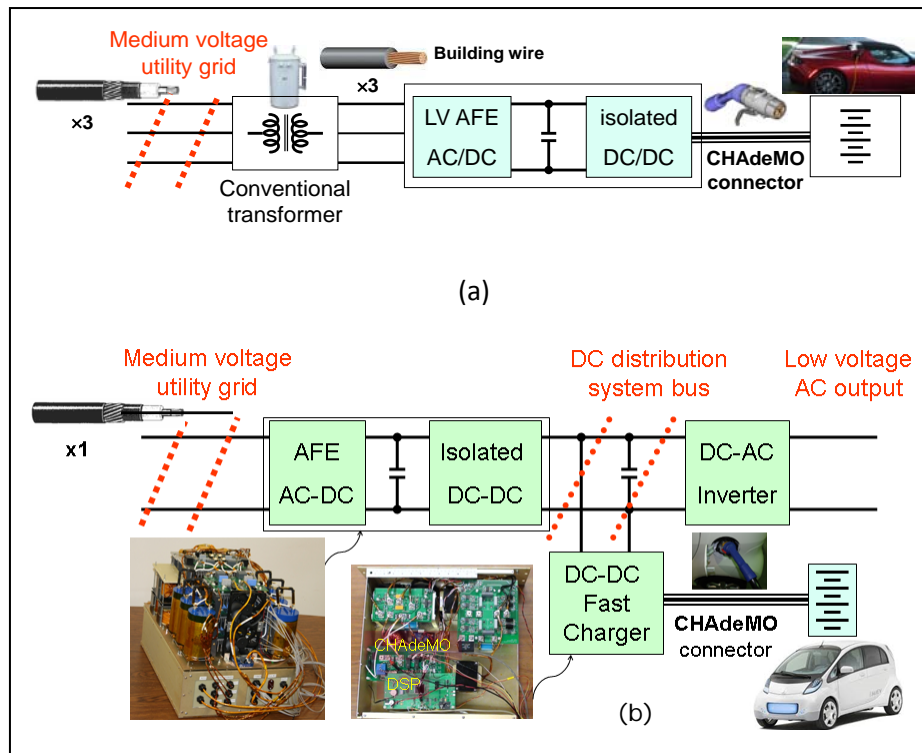 Medium voltage
utility grid
×3
Building wire
×3
LV AFE
AC/DC
isolated
DC/DC
CHAdeMO
connector
Conventional
transformer
(a)
Medium voltage
utility grid
DC distribution
system bus
Low voltage
AC output
x1
AFE
AC-DC
Isolated
DC-DC
DC-AC
Inverter
DC-DC
Fast
Charger
CHAdeMO
connector
CHAdeMO
DSP
(b)